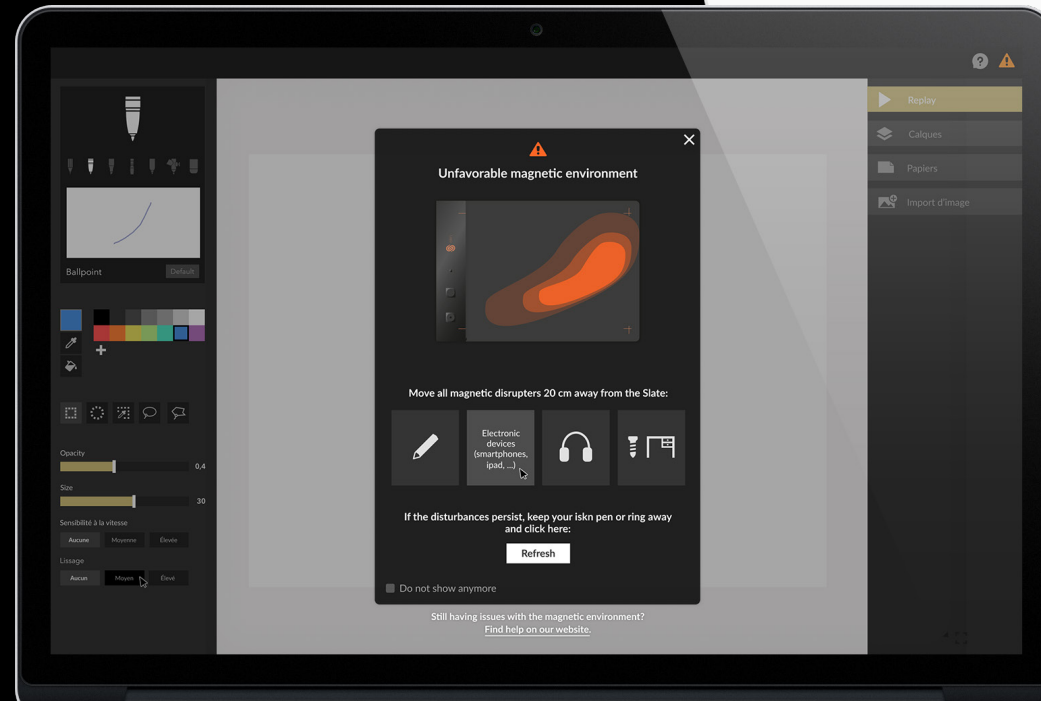 ?
Replay
Calques
Papiers
Import d'image
Ballpoint
Default
Opacity
0,4
Size
30
Sensibilité à la vitesse
Aucune
Moyenne
Élevée
Lissage
Aucun
Moyen
Élevé
Unfavorable magnetic environment
Move all magnetic disrupters 20 cm away from the Slate:
Electronic
devices
(smartphones,
ipad, ...)
If the disturbances persist, keep your iskn pen or ring away
and click here:
Refresh
Do not show anymore
Still having issues with the magnetic environment?
Find help on our website.